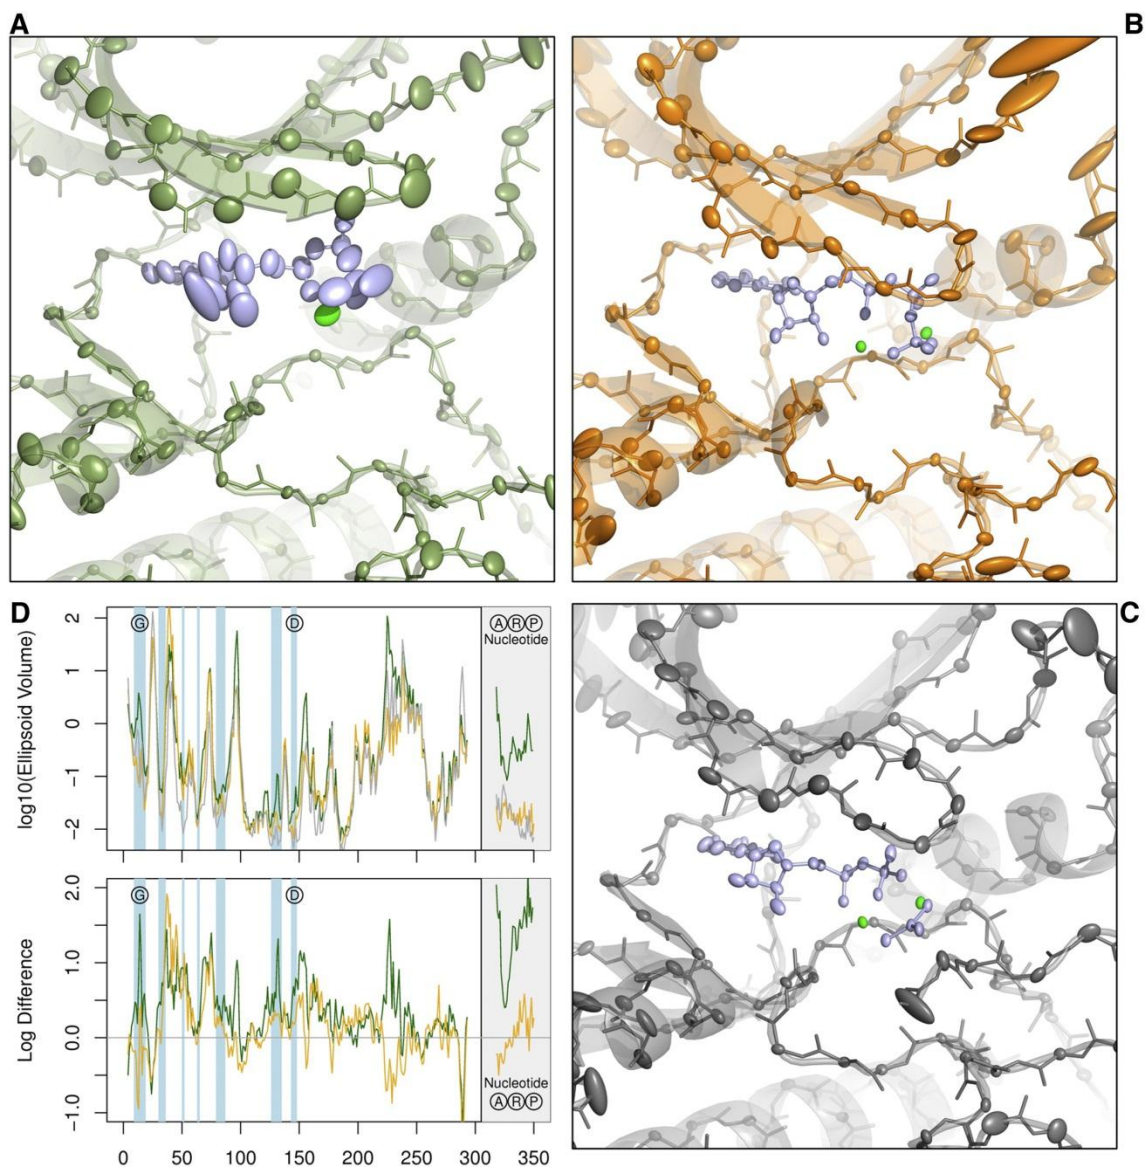 A
B
D
log10(Ellipsoid Volume)
2
1
0
-1
-2
G
D
A R P
Nucleotide
Log Difference
2.0
1.0
0.0
-1.0
G
D
Nucleotide
A R P
0 50 100 150 200 250 300 350
C